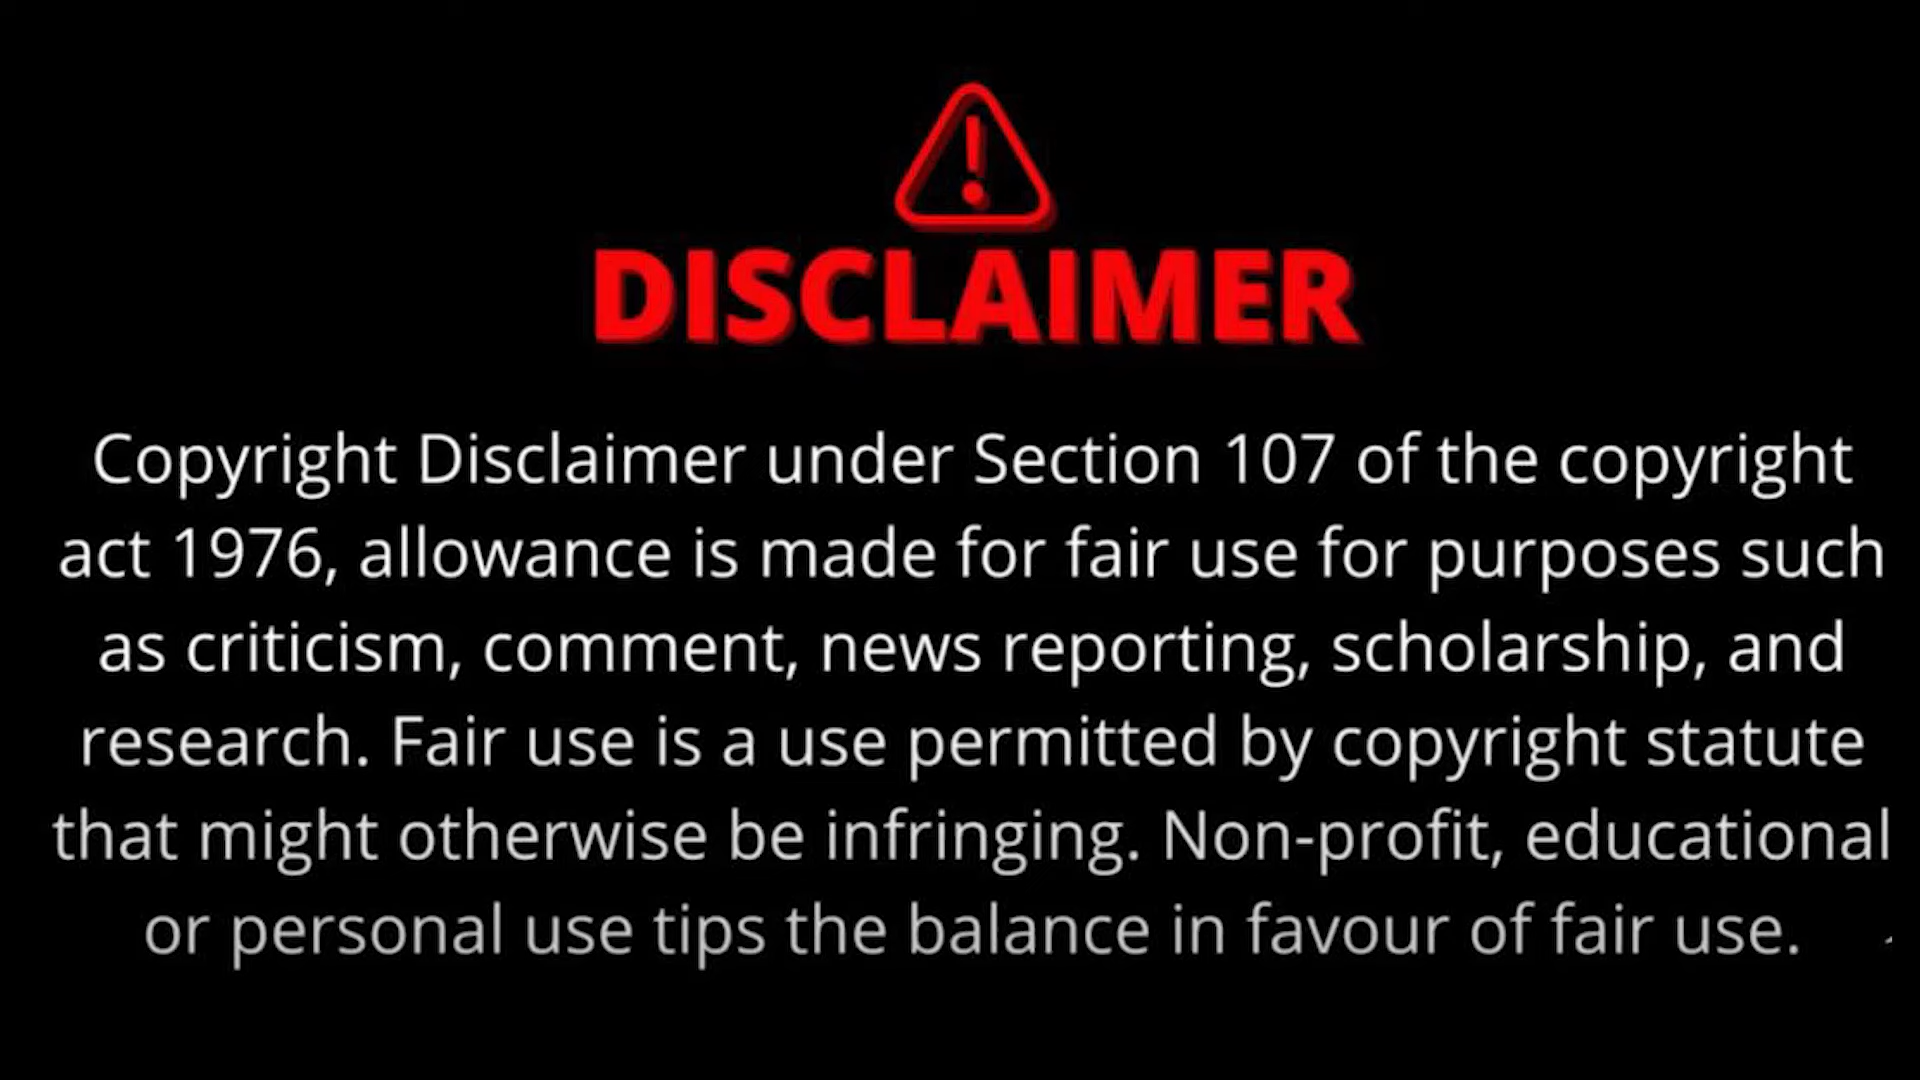 DISCLAIMER
Copyright Disclaimer under Section 107 of the copyright
act 1976, allowance is made for fair use for purposes such
as criticism, comment, news reporting, scholarship, and
research. Fair use is a use permitted by copyright statute
that might otherwise be infringing. Non-profit, educational
or personal use tips the balance in favour of fair use.